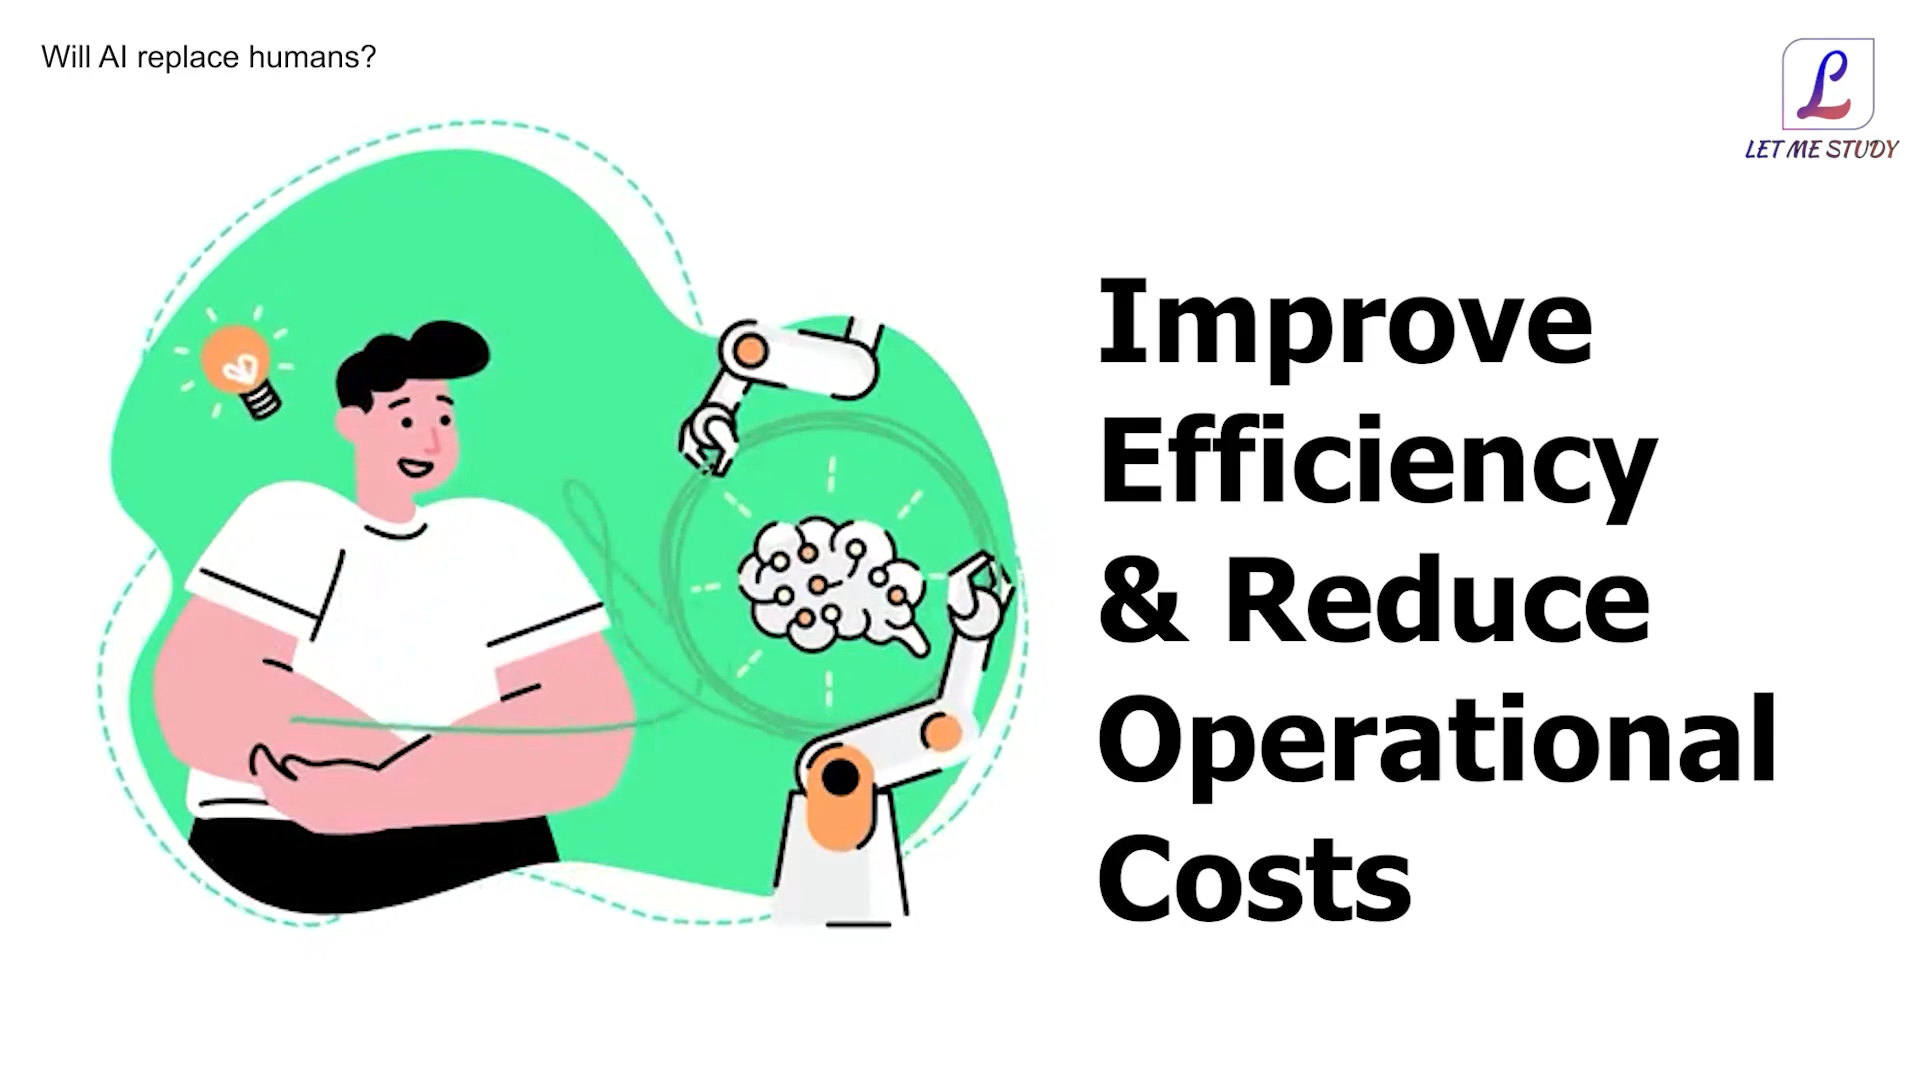 Will AI replace humans?
L
LET ME STUDY
Improve
Efficiency
& Reduce
Operational
Costs